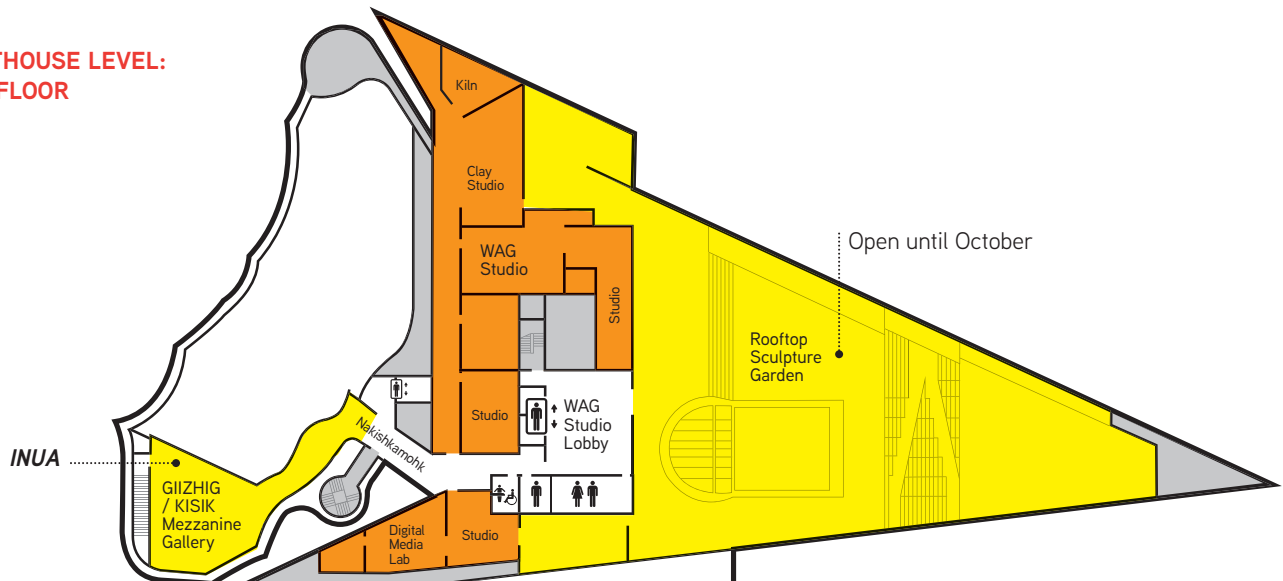 THOUSE LEVEL:
FLOOR
Kiln
Clay
Studio
WAG
Studio
Studio
Open until October
Rooftop
Sculpture
Garden
Studio
WAG
Studio
Lobby
Nakishkamohk
INUA
GIIZHIG
/ KISIK
Mezzanine
Gallery
Digital
Media
Lab
Studio